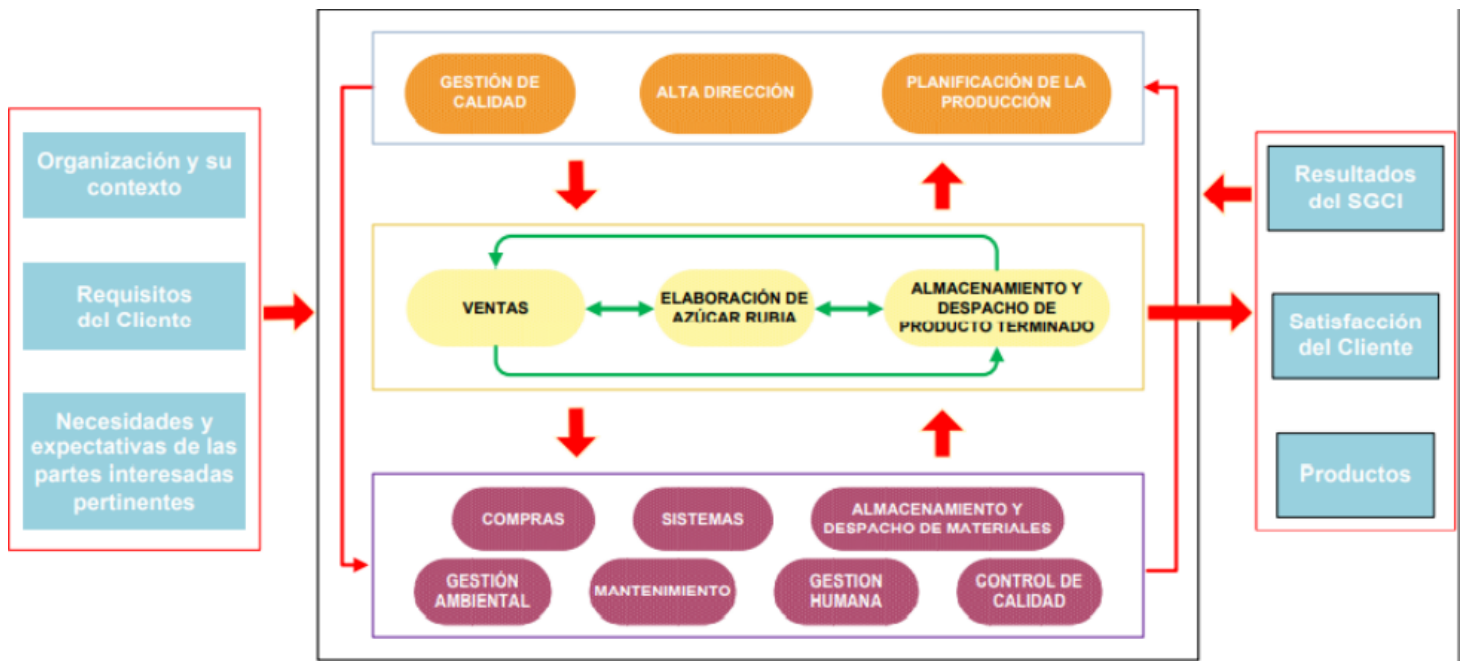 GESTIÓN DE
CALIDAD
ALTA DIRECCIÓN
PLANIFICACIÓN DE LA
PRODUCCIÓN
Organización y su
contexto
Requisitos
del Cliente
Necesidades y
expectativas de las
partes interesadas
pertinentes
VENTAS
ELABORACIÓN DE
AZÚCAR RUBIA
ALMACENAMIENTO Y
DESPACHO DE
PRODUCTO TERMINADO
COMPRAS
SISTEMAS
ALMACENAMIENTO Y
DESPACHO DE MATERIALES
GESTIÓN
AMBIENTAL
MANTENIMIENTO
GESTION
HUMANA
CONTROL DE
CALIDAD
Resultados
del SGCI
Satisfacción
del Cliente
Productos